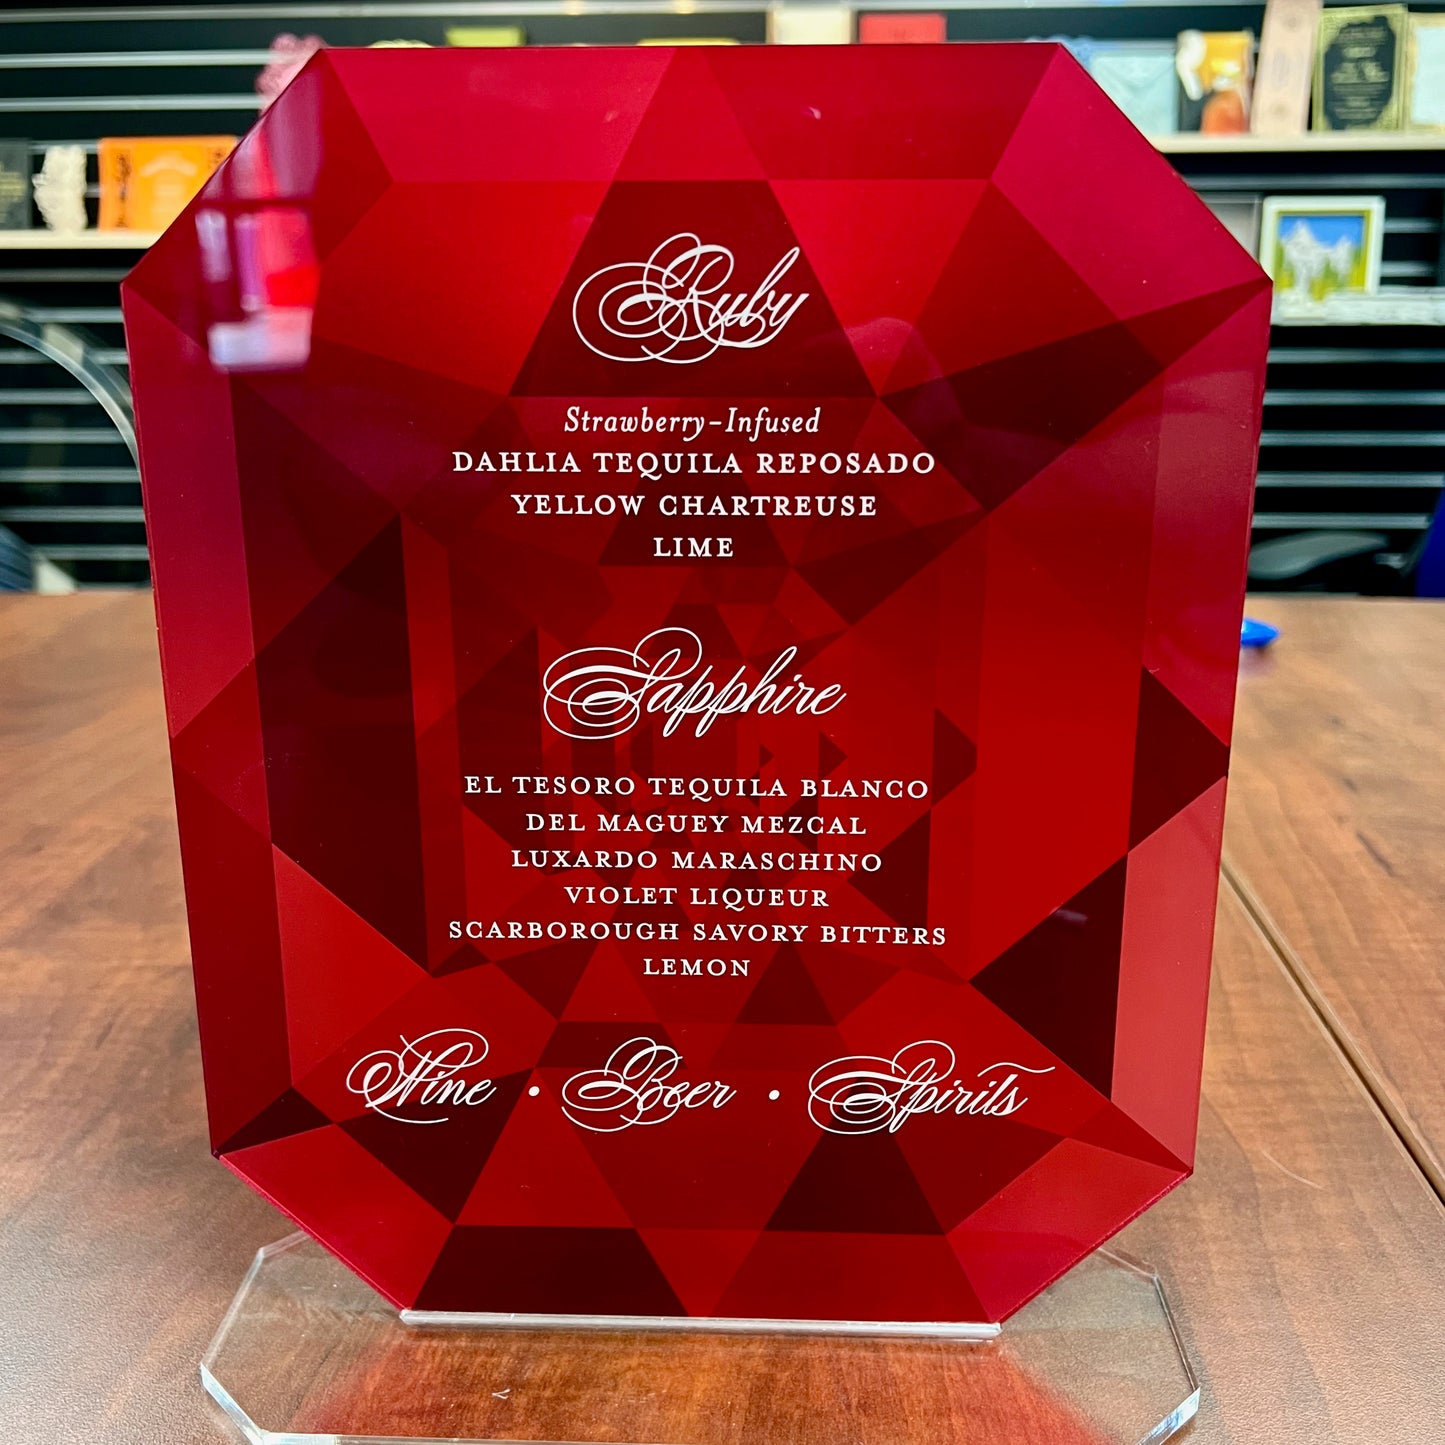 Ruby
Strawberry-Infused
DAHLIA TEQUILA REPOSADO
YELLOW CHARTREUSE
LIME
Sapphire
EL TESORO TEQUILA BLANCO
DEL MAGUEY MEZCAL
LUXARDO MARASCHINO
VIOLET LIQUEUR
SCARBOROUGH SAVORY BITTERS
LEMON
Wine • Beer • Spirits